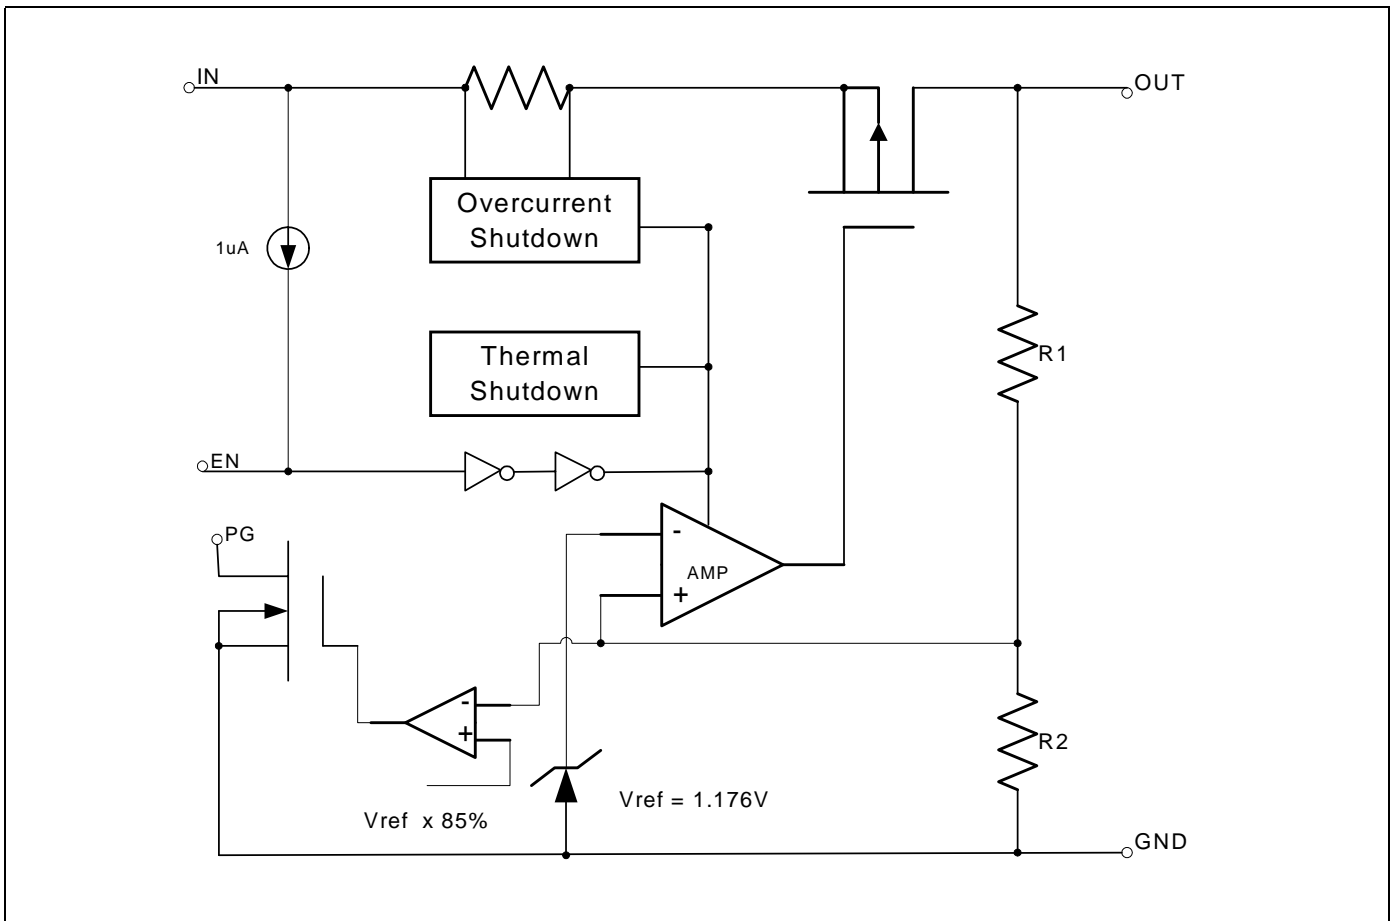 IN
OUT
Overcurrent
Shutdown
1uA
Thermal
Shutdown
R1
EN
PG
-
AMP
+
-
+
R2
Vref = 1.176V
Vref x 85%
GND